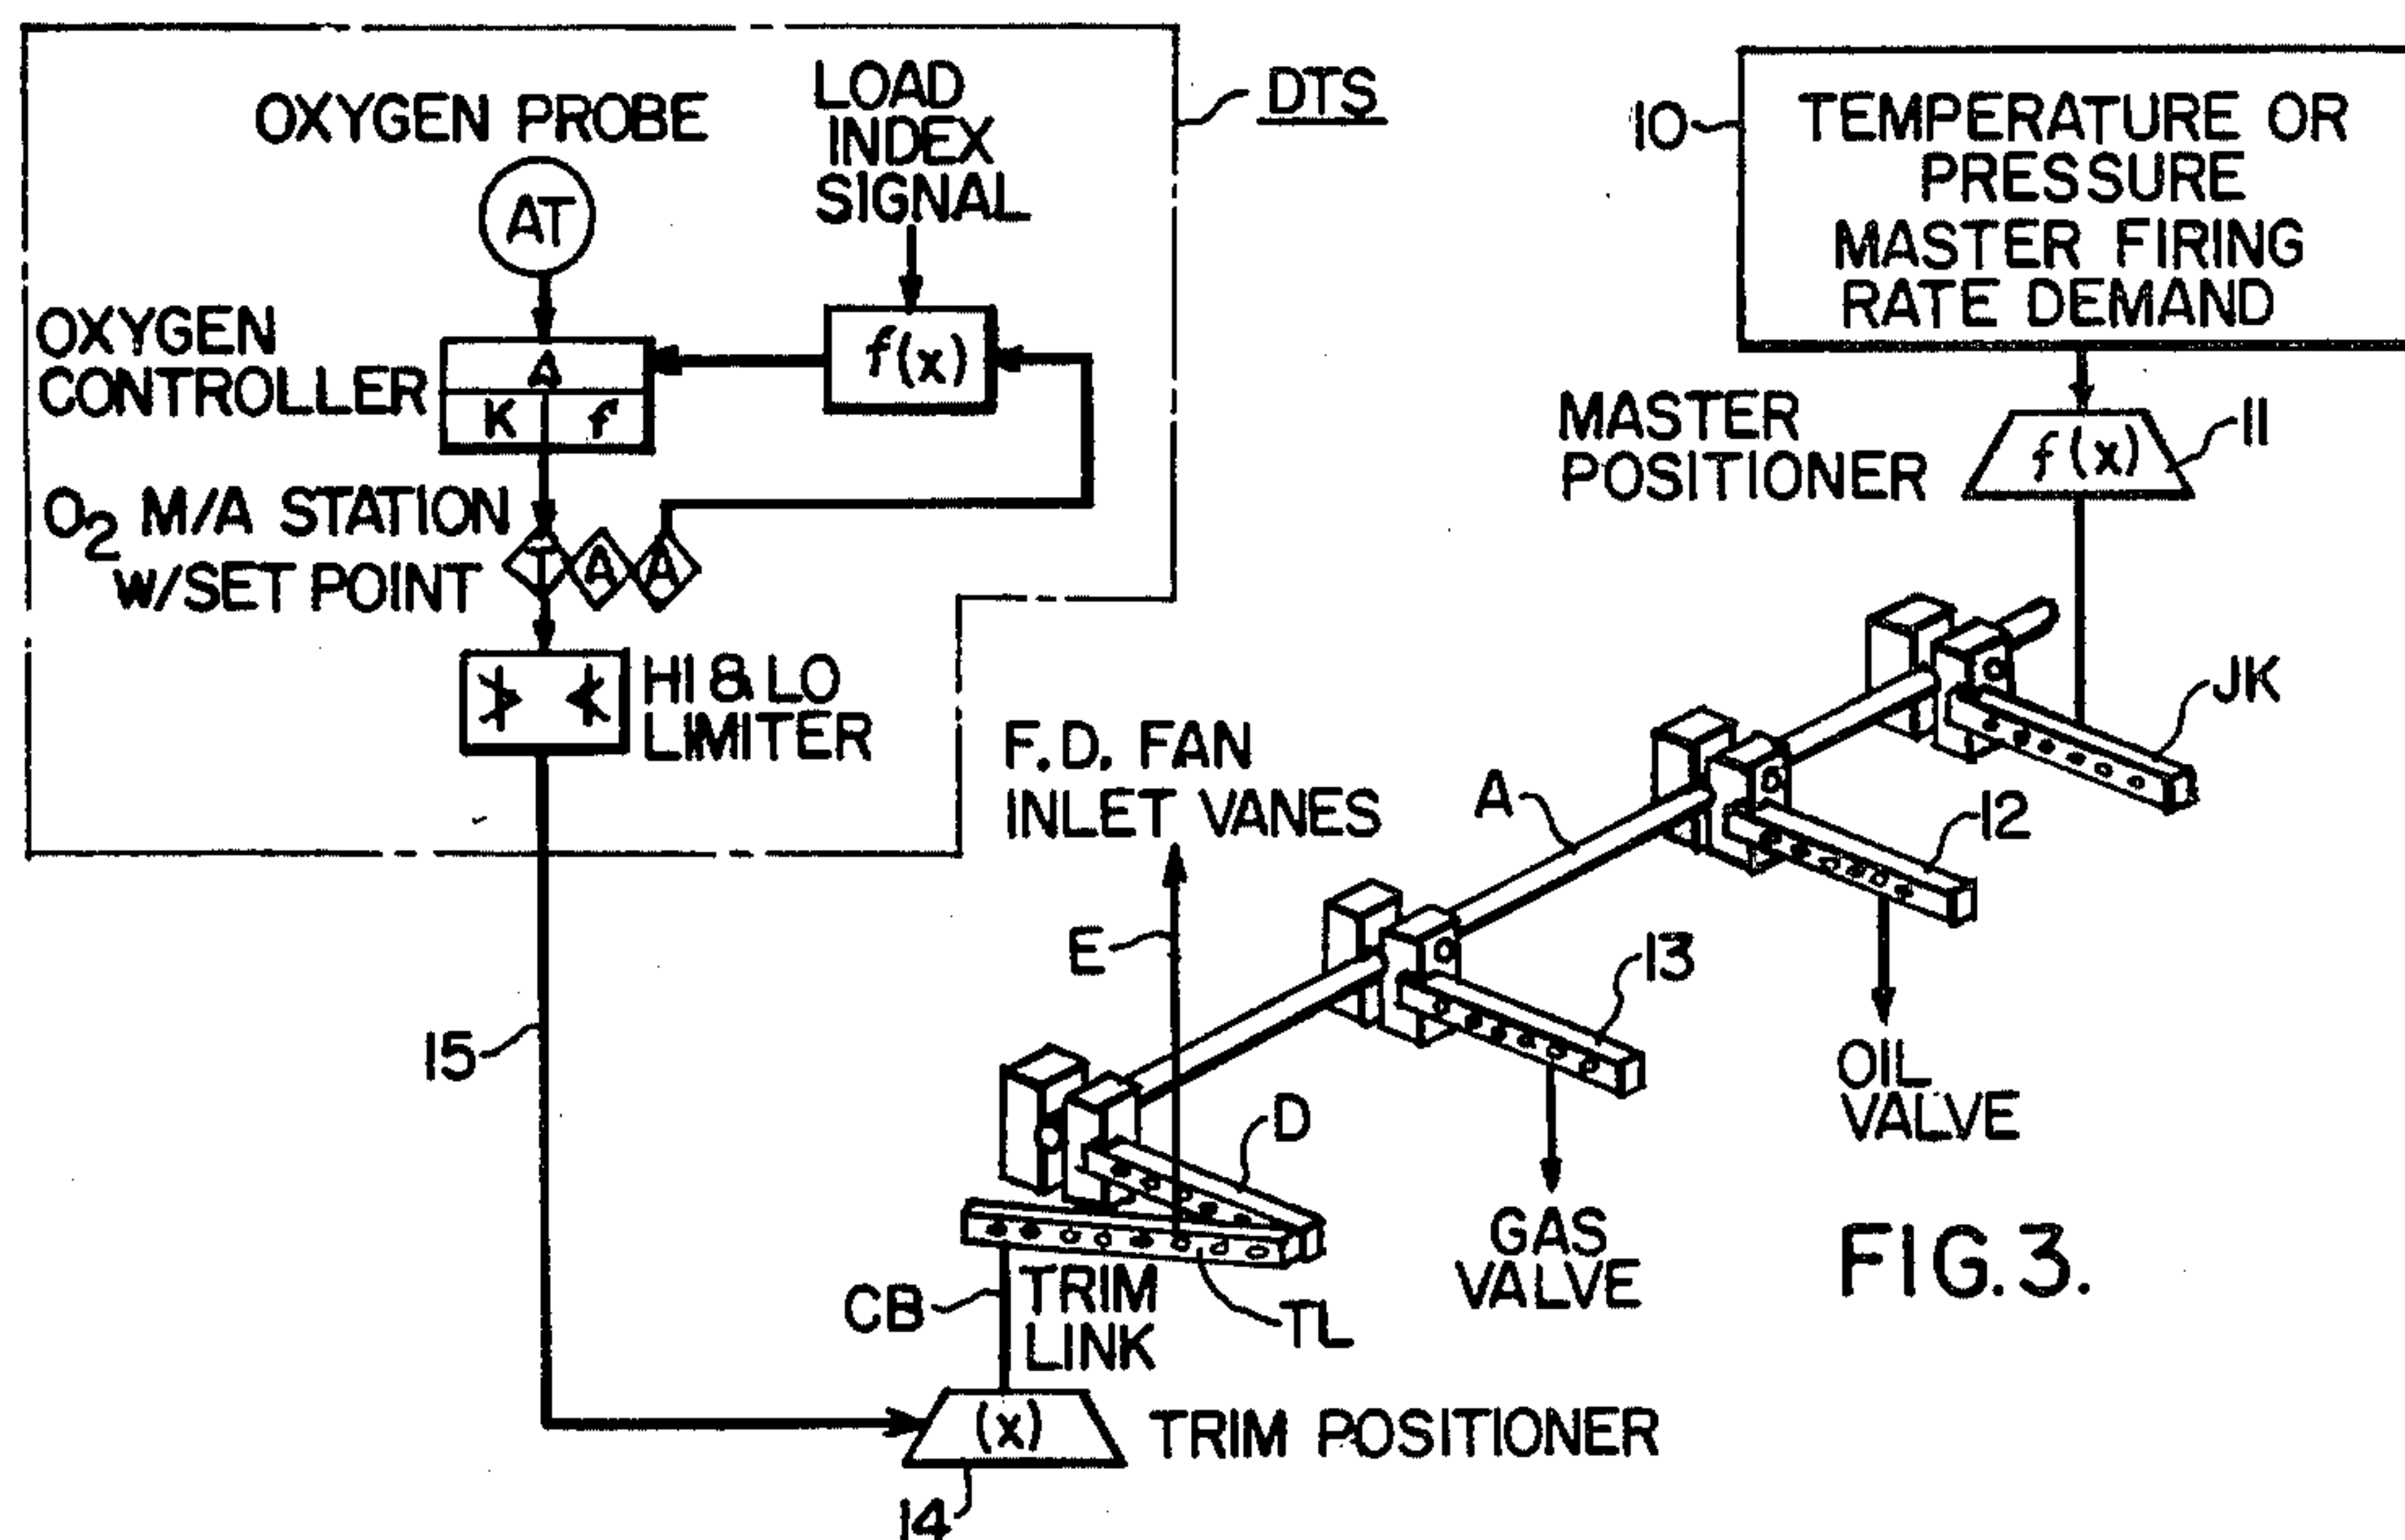 OXYGEN PROBE
AT
LOAD
INDEX
SIGNAL
DTS
OXYGEN
CONTROLLER
Δ
K f
f(x)
O2 M/A STATION
W/SET POINT
T A A
HI & LO
LIMITER
10
TEMPERATURE OR
PRESSURE
MASTER FIRING
RATE DEMAND
MASTER
POSITIONER
f(x)
11
JK
12
A
13
F.D. FAN
INLET VANES
E
15
D
OIL
VALVE
GAS
VALVE
CB
TRIM
LINK
TL
(x)
TRIM POSITIONER
14
FIG.3.